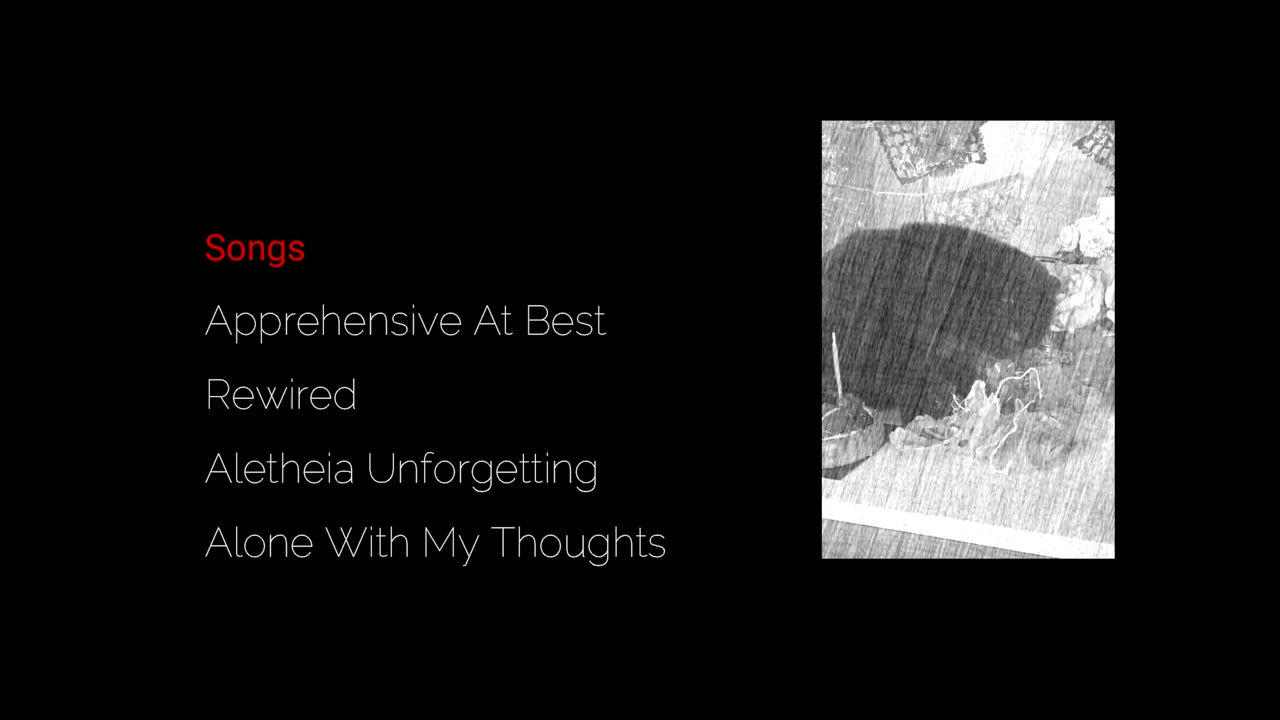 Songs
Apprehensive At Best
Rewired
Aletheia Unforgetting
Alone With My Thoughts